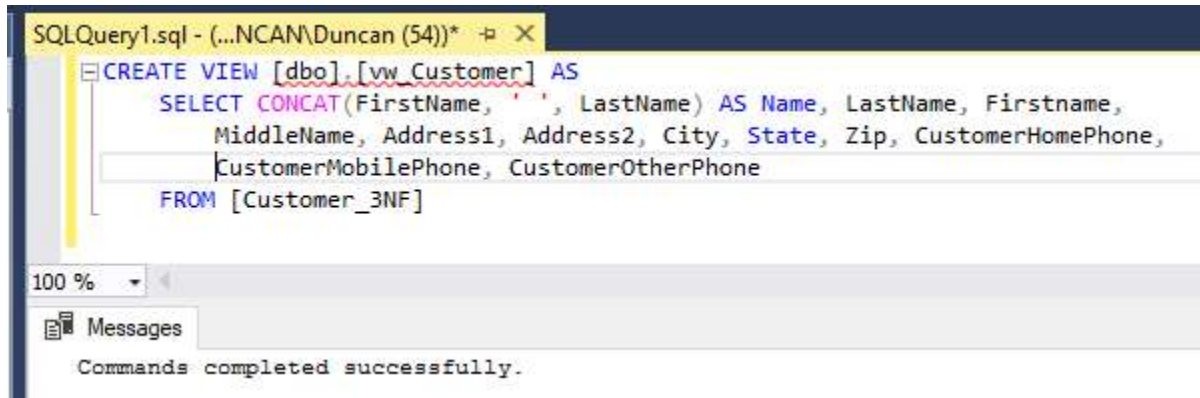 SQLQuery1.sql - (...NCAN\Duncan (54))*
CREATE VIEW [dbo].[vw_Customer] AS
SELECT CONCAT(FirstName, ' ', LastName) AS Name, LastName, Firstname,
MiddleName, Address1, Address2, City, State, Zip, CustomerHomePhone,
CustomerMobilePhone, CustomerOtherPhone
FROM [Customer_3NF]
100 %
Messages
Commands completed successfully.